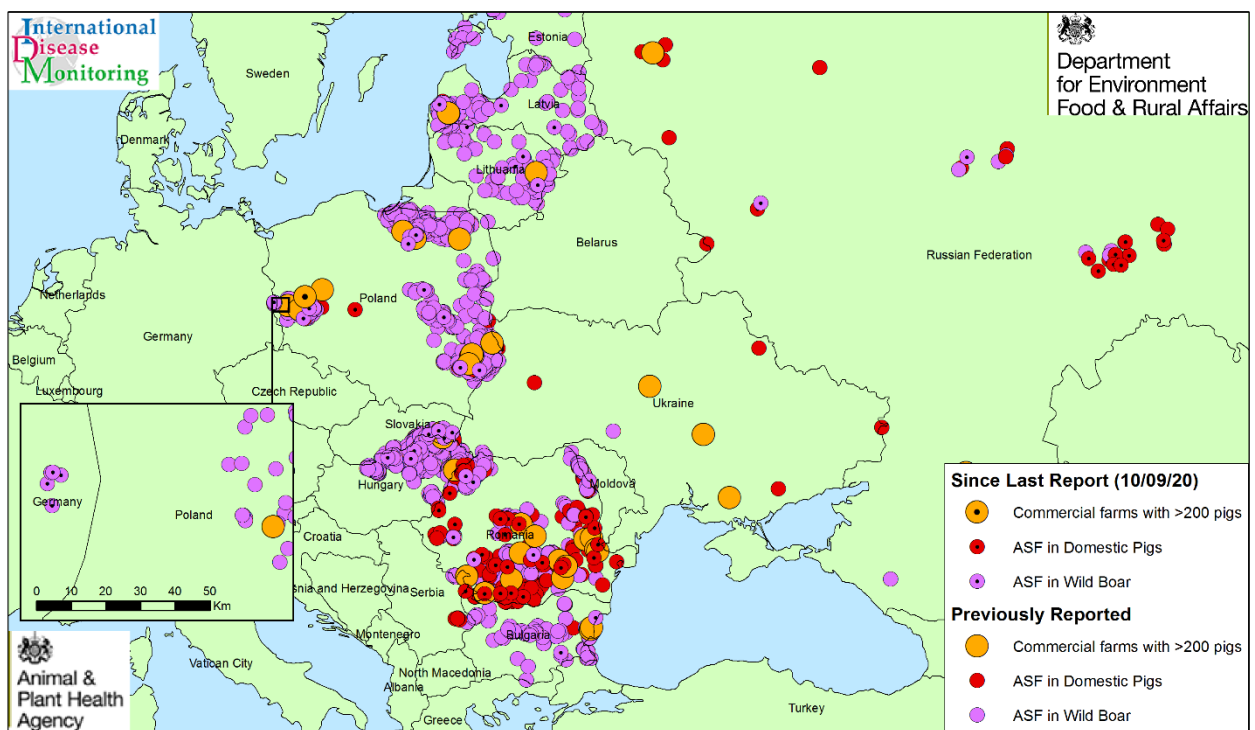 International
Disease
Monitoring
Department
for Environment
Food & Rural Affairs
Estonia
Sweden
Latvia
Denmark
Lithuania
Belarus
Russian Federation
Netherlands
Poland
Germany
Belgium
Luxembourg
Czech Republic
Ukraine
Slovakia
Hungary
Moldova
Germany
Poland
0 10 20 30 40 50
Km
Croatia
Romania
snia and Herzegovina
Serbia
Montenegro
Bulgaria
Vatican City
North Macedonia
Albania
Greece
Turkey
Since Last Report (10/09/20)
Commercial farms with >200 pigs
ASF in Domestic Pigs
ASF in Wild Boar
Previously Reported
Commercial farms with >200 pigs
ASF in Domestic Pigs
ASF in Wild Boar
Animal &
Plant Health
Agency